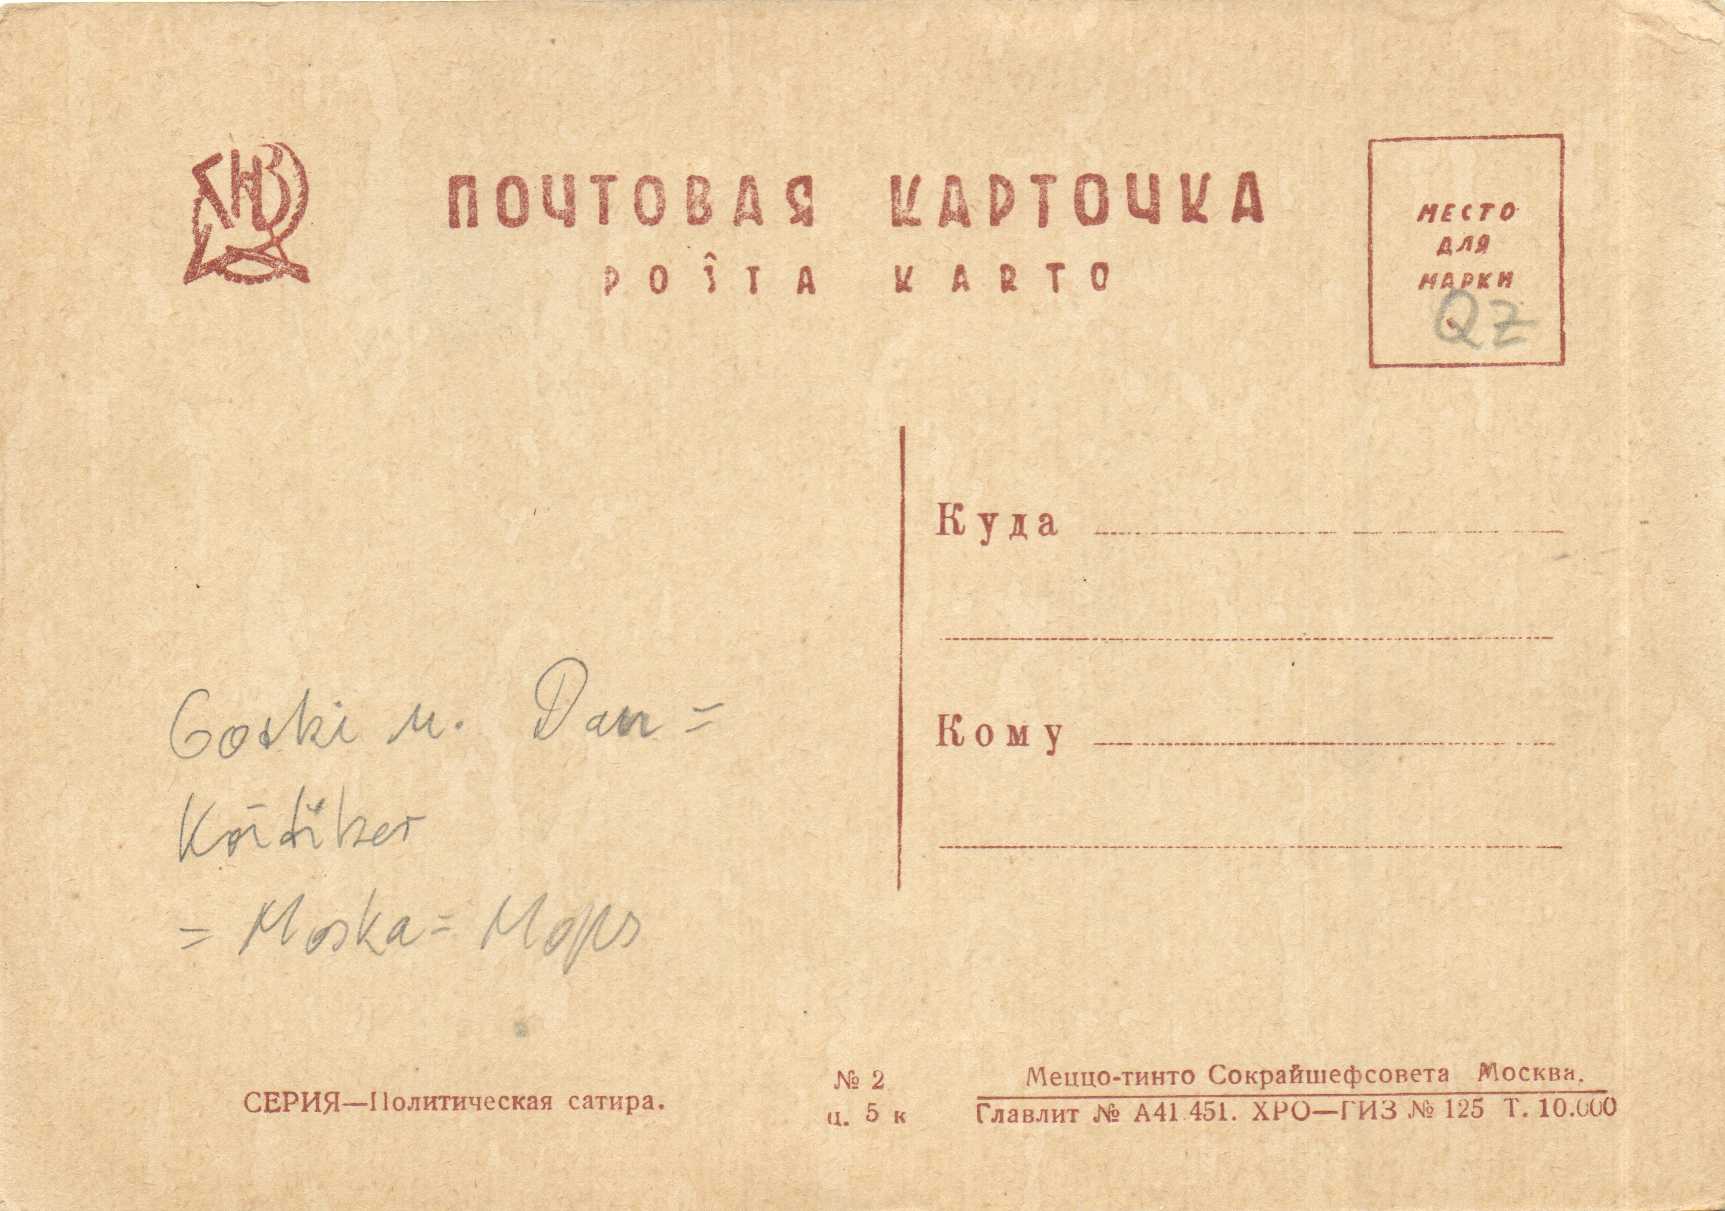 ГИЗ
ПОЧТОВАЯ КАРТОЧКА
POŜTA KARTO
МЕСТО
ДЛЯ
МАРКИ
QZ
Куда
Кому
Gorki u. Dan =
= Moska = Mops
СЕРИЯ—Политическая сатира.
№ 2
ц. 5 к
Меццо-тинто Сокрайшефсовета Москва.
Главлит № А41.451. ХРО—ГИЗ № 125 Т. 10.000